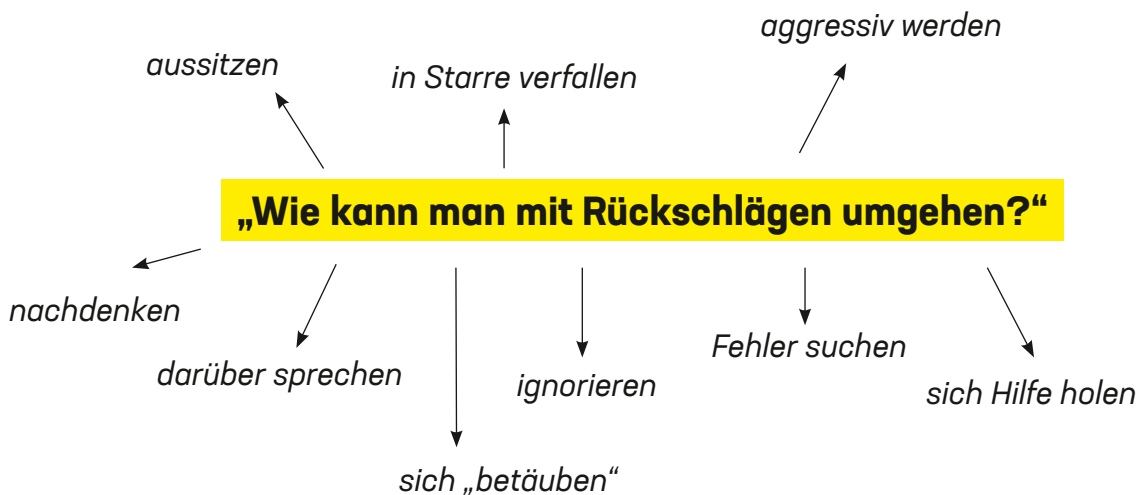 aggressiv werden
aussitzen
in Starre verfallen
„Wie kann man mit Rückschlägen umgehen?“
nachdenken
darüber sprechen
ignorieren
Fehler suchen
sich Hilfe holen
sich „betäuben“